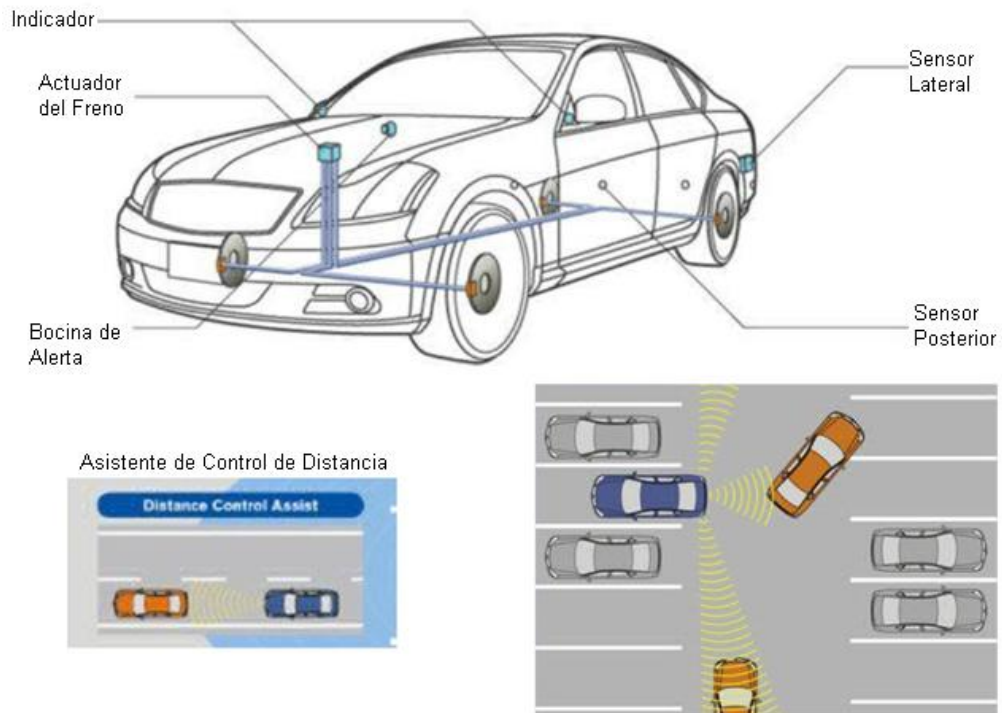 Indicador
Actuador
del Freno
Sensor
Lateral
Bocina de
Alerta
Sensor
Posterior
Asistente de Control de Distancia
Distance Control Assist